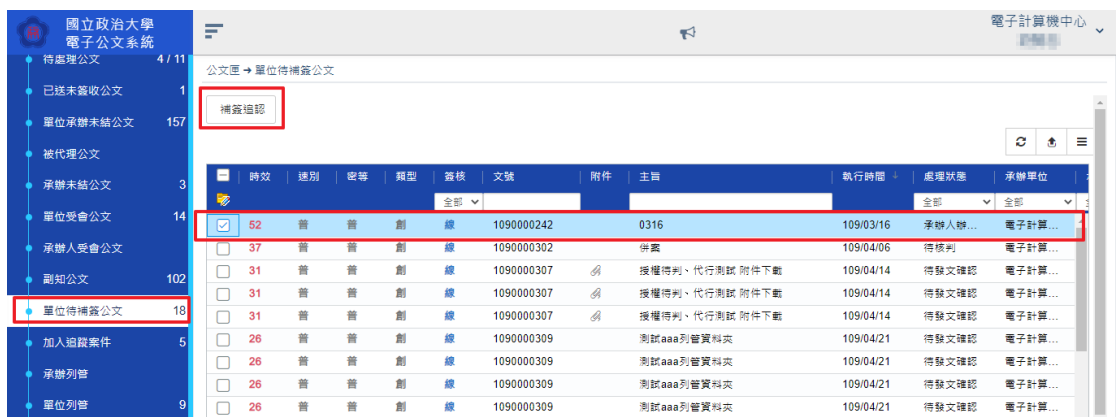 國立政治大學
電子公文系統
電子計算機中心
待處理公文 4 / 11
已送未簽收公文 1
單位承辦未結公文 157
被代理公文
承辦未結公文 3
單位受會公文 14
承辦人受會公文
副知公文 102
單位待補簽公文 18
加入追蹤案件 5
承辦列管
單位列管 9
公文匣 → 單位待補簽公文
補簽追認
時效 速別 密等 類型 簽核 文號 附件 主旨 執行時間 ↓ 處理狀態 承辦單位
全部 全部 全部
52 普 普 創 線 1090000242 0316 109/03/16 承辦人辦... 電子計算...
37 普 普 創 線 1090000302 併案 109/04/06 待核判 電子計算...
31 普 普 創 線 1090000307 授權待判、代行測試 附件下載 109/04/14 待發文確認 電子計算...
31 普 普 創 線 1090000307 授權待判、代行測試 附件下載 109/04/14 待發文確認 電子計算...
31 普 普 創 線 1090000307 授權待判、代行測試 附件下載 109/04/14 待發文確認 電子計算...
26 普 普 創 線 1090000309 測試aaa列管資料夾 109/04/21 待發文確認 電子計算...
26 普 普 創 線 1090000309 測試aaa列管資料夾 109/04/21 待發文確認 電子計算...
26 普 普 創 線 1090000309 測試aaa列管資料夾 109/04/21 待發文確認 電子計算...
26 普 普 創 線 1090000309 測試aaa列管資料夾 109/04/21 待發文確認 電子計算...